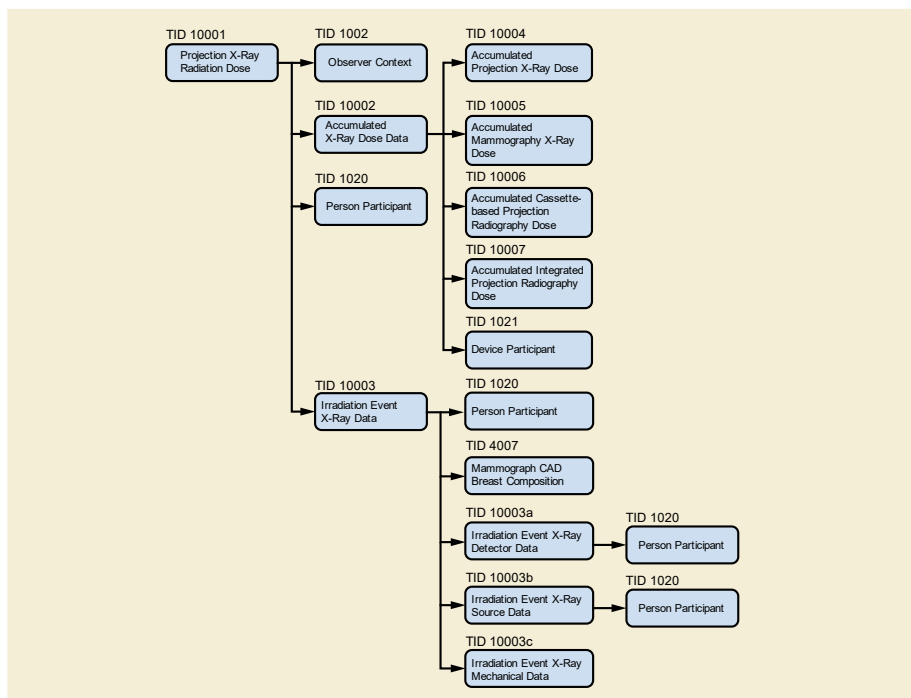 TID 10001
Projection X-Ray
Radiation Dose
TID 1002
Observer Context
TID 10002
Accumulated
X-Ray Dose Data
TID 1020
Person Participant
TID 10004
Accumulated
Projection X-Ray Dose
TID 10005
Accumulated
Mammography X-Ray
Dose
TID 10006
Accumulated Cassette-
based Projection
Radiography Dose
TID 10007
Accumulated Integrated
Projection Radiography
Dose
TID 1021
Device Participant
TID 10003
Irradiation Event
X-Ray Data
TID 1020
Person Participant
TID 4007
Mammograph CAD
Breast Composition
TID 10003a
Irradiation Event X-Ray
Detector Data
TID 1020
Person Participant
TID 10003b
Irradiation Event X-Ray
Source Data
TID 1020
Person Participant
TID 10003c
Irradiation Event X-Ray
Mechanical Data